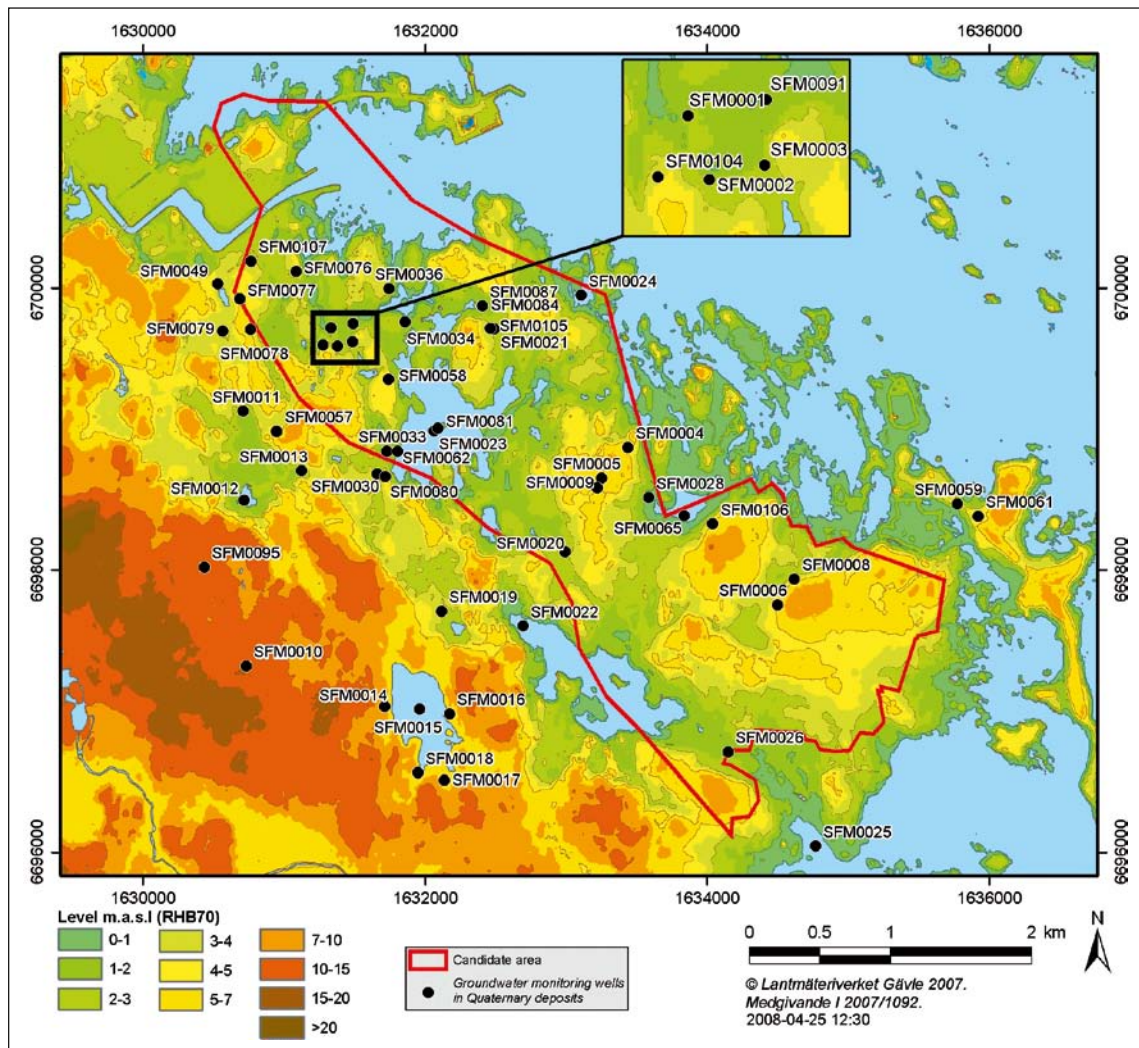 1630000
1632000
1634000
1636000
SFM0091
SFM0001
SFM0003
SFM0104
SFM0002
SFM0107
SFM0076
SFM0036
SFM0049
SFM0077
SFM0087
SFM0084
SFM0024
6700000
6700000
SFM0079
SFM0078
SFM0034
SFM0105
SFM0021
SFM0058
SFM0011
SFM0057
SFM0081
SFM0033
SFM0023
SFM0004
SFM0013
SFM0062
SFM0005
SFM0012
SFM0030
SFM0080
SFM0009
SFM0028
SFM0059
SFM0061
SFM0065
SFM0106
SFM0020
SFM0095
6698000
6698000
SFM0008
SFM0006
SFM0019
SFM0022
SFM0010
SFM0014
SFM0016
SFM0015
SFM0026
SFM0018
SFM0017
SFM0025
6696000
6696000
1630000
1632000
1634000
1636000
Level m.a.s.l (RHB70)
0-1
3-4
7-10
1-2
4-5
10-15
2-3
5-7
15-20
>20
Candidate area
Groundwater monitoring wells
in Quaternary deposits
0 0.5 1 2 km
N
© Lantmäteriverket Gävle 2007.
Medgivande I 2007/1092.
2008-04-25 12:30